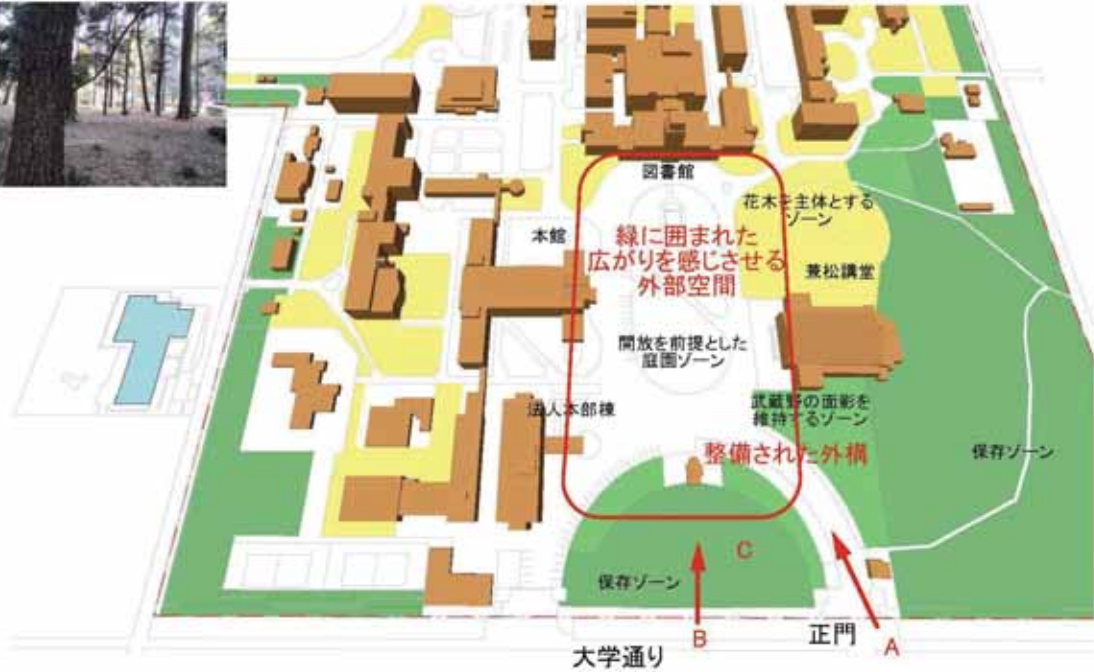 図書館
花木を主体とする
ゾーン
本館
緑に囲まれた
広がりを感じさせる
外部空間
兼松講堂
開放を前提とした
庭園ゾーン
法人本部棟
武蔵野の面影を
維持するゾーン
整備された外構
保存ゾーン
C
保存ゾーン
B
正門
A
大学通り